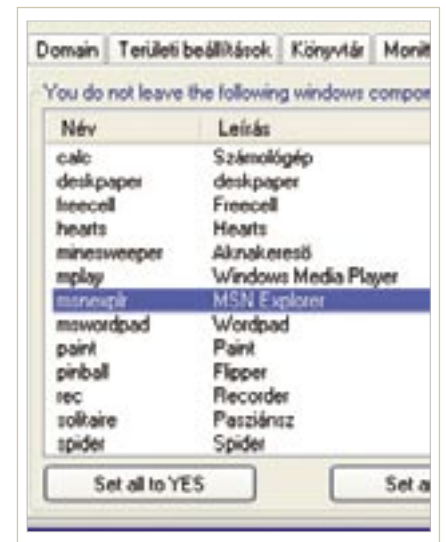 Domain Területi beállítások Könyvtár Monit
You do not leave the following windows compor
Név Leírás
calc Számológép
deskpaper deskpaper
freecell Freecell
hearts Hearts
minesweeper Aknakereső
mplay Windows Media Player
msnexplr MSN Explorer
mswordpad Wordpad
paint Paint
pinball Flipper
rec Recorder
solitaire Pasziánsz
spider Spider
Set all to YES Set a